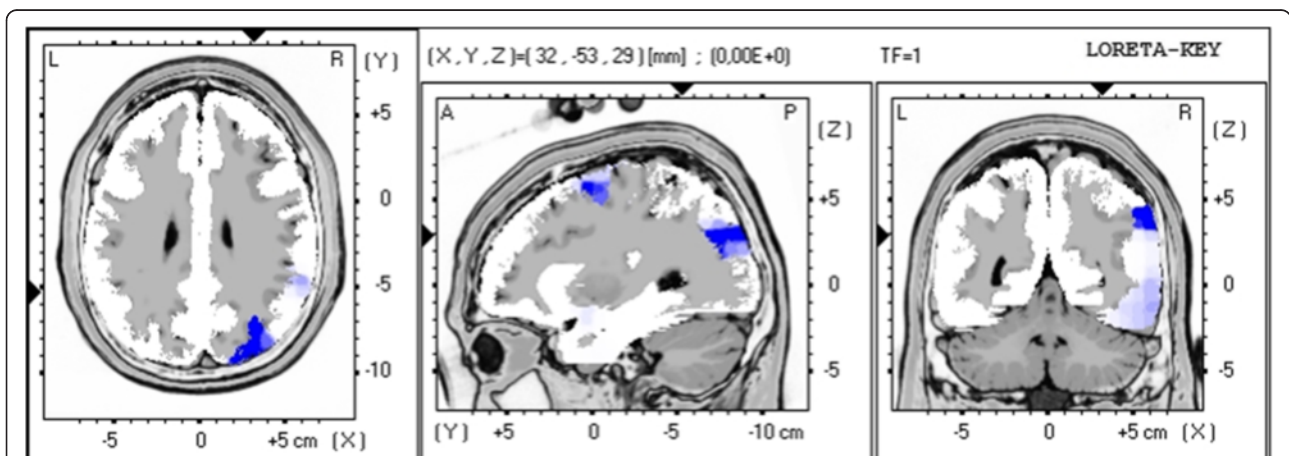 (X,Y,Z)=(32,-53,29)[mm] ; (0,00E+0) TF=1 LORETA-KEY
L R (Y)
+5
0
-5
-10
-5 0 +5 cm (X)
A P (Z)
+5
0
-5
(Y) +5 0 -5 -10 cm
L R (Z)
+5
0
-5
-5 0 +5 cm (X)